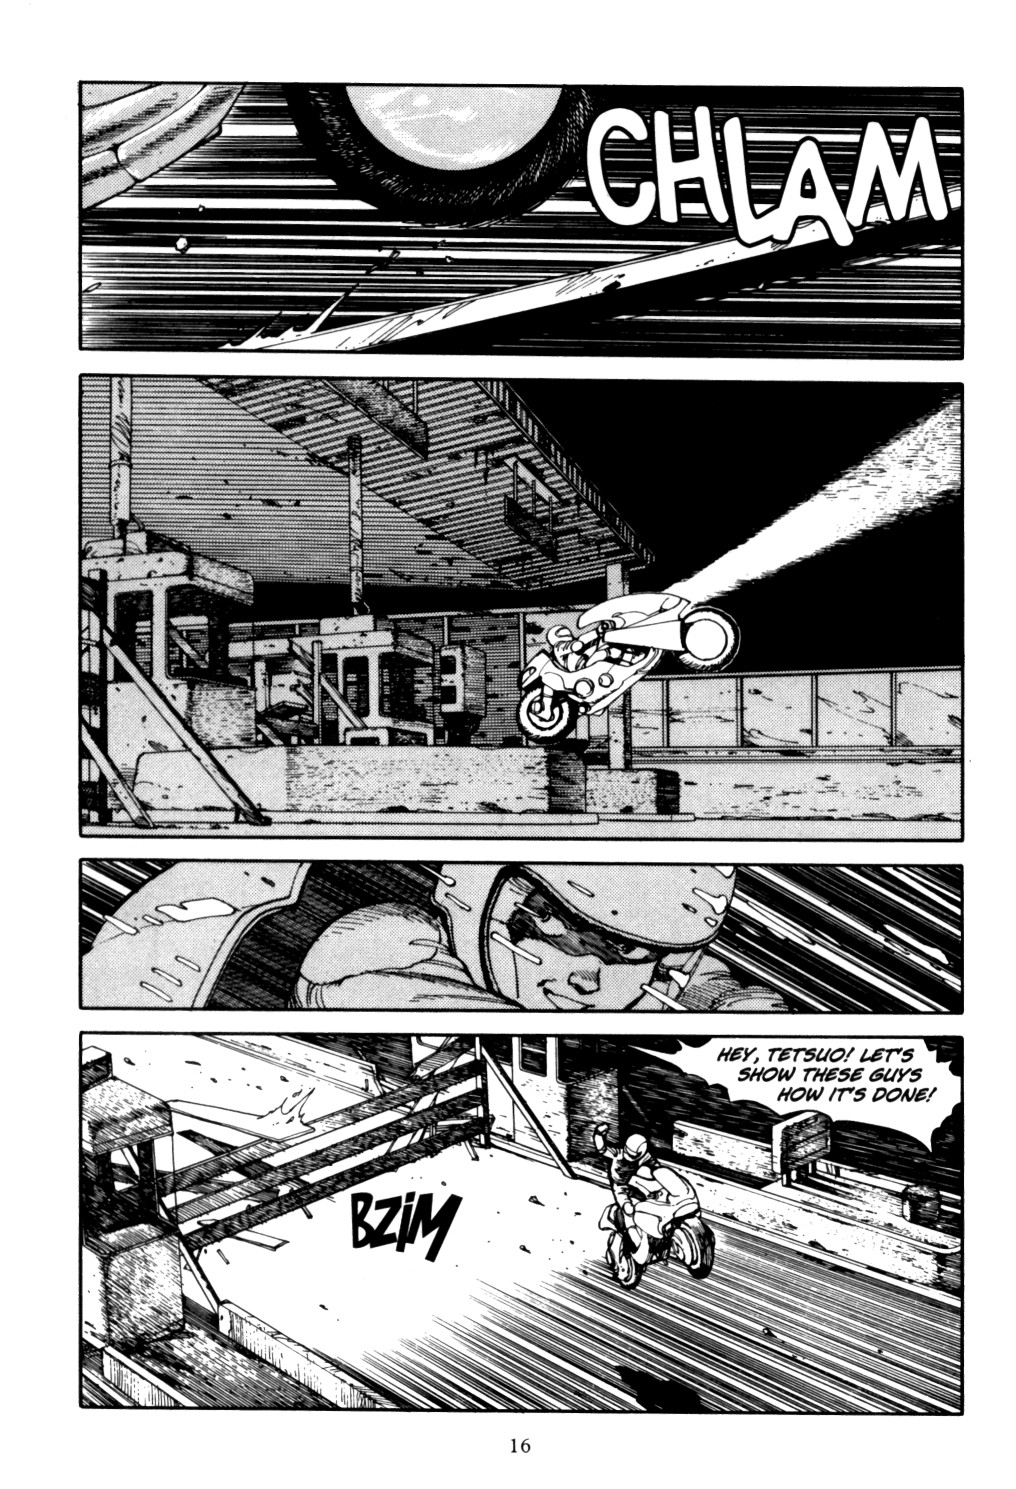 CHLAM
HEY, TETSUO! LET'S
SHOW THESE GUYS
HOW IT'S DONE!
BZIM
16